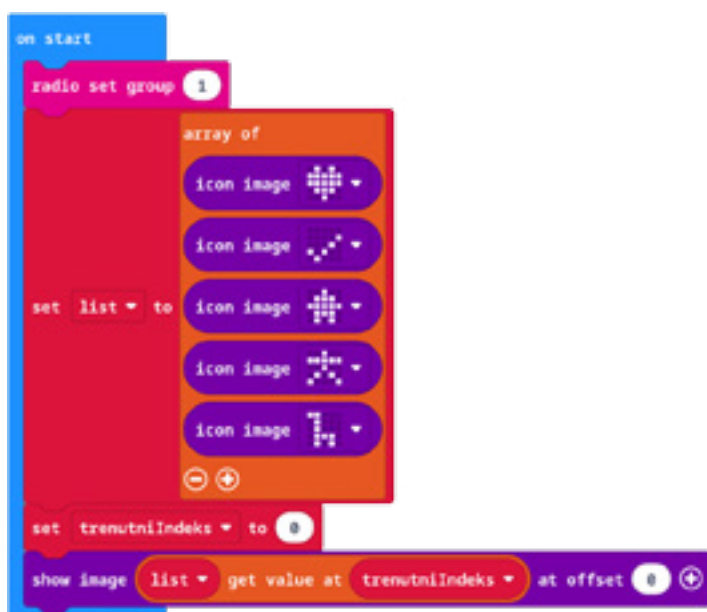 on start
radio set group 1
array of
icon image
icon image
set list to icon image
icon image
icon image
set trenutniIndeks to 0
show image list get value at trenutniIndeks at offset 0